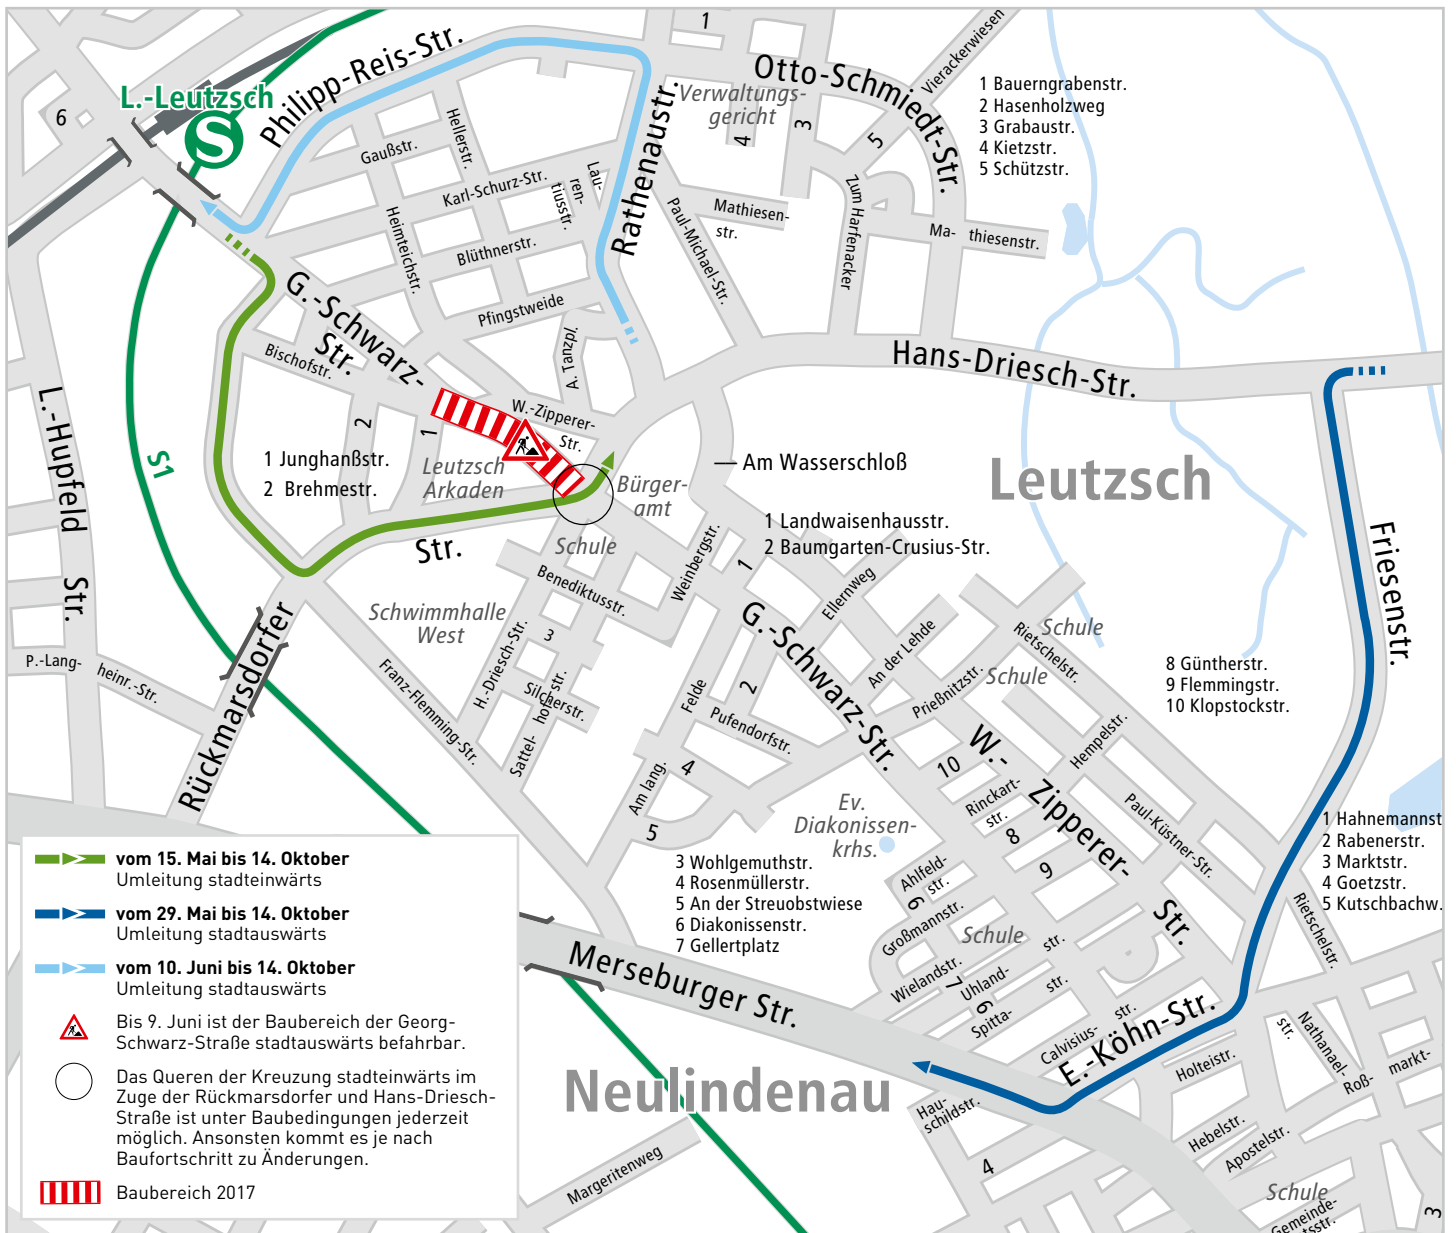 1
Vierackerwiesen
Philipp-Reis-Str.
Otto-Schmiedt-Str.
L.-Leutzsch
S
6
Verwaltungs-
gericht
4
3
5
1 Bauerngrabenstr.
2 Hasenholzweg
3 Grabaustr.
4 Kietzstr.
5 Schützstr.
Hellerstr.
Gaußstr.
Karl-Schurz-Str.
Lau-
ren-
tiusstr.
Rathenaustr.
Heimteichstr.
Blüthnerstr.
Pfingstweide
Paul-Michael-Str.
Mathiesen-
str.
Zum Harfenacker
Ma-
thiesenstr.
G.-Schwarz-
Str.
Bischofstr.
A. Tanzpl.
Hans-Driesch-Str.
L.-Hupfeld
Str.
S1
2
1
W.-Zipperer-
Str.
1 Junghanßstr.
2 Brehmestr.
Leutzsch
Arkaden
Bürger-
amt
Am Wasserschloß
Leutzsch
1 Landwaisenhausstr.
2 Baumgarten-Crusius-Str.
Str.
Rückmarsdorfer
Schule
Benediktusstr.
Weinbergstr.
1
Ellernweg
Friesenstr.
Schwimmhalle
West
3
H.-Driesch-Str.
Silcherstr.
Sattel-
hof-
str.
Franz-Flemming-Str.
P.-Lang-
heinr.-Str.
G.-Schwarz-Str.
An der Lehde
Prießnitzstr.
Rietschelstr.
Schule
Schule
8 Güntherstr.
9 Flemmingstr.
10 Klopstockstr.
Felde
Am lang.
2
Pufendorfstr.
4
5
W.-
Zipperer-
Str.
Hempelstr.
10
Rinckart-
str.
8
9
Paul-Küstner-Str.
Ev.
Diakonissen-
krhs.
Ahlfeld-
str.
6
Großmannstr.
Schule
Wielandstr.
7
Uhland-
str.
6
Spitta-
str.
Calvisius-
str.
Rietschelstr.
1 Hahnemannst
2 Rabenerstr.
3 Marktstr.
4 Goetzstr.
5 Kutschbachw.
3 Wohlgemuthstr.
4 Rosenmüllerstr.
5 An der Streuobstwiese
6 Diakonissenstr.
7 Gellertplatz
Merseburger Str.
E.-Köhn-Str.
Neulindenau
Hau-
schildstr.
4
Holteistr.
str.
Nathanael-
Roß-
markt-
Hebelstr.
Apostelstr.
Schule
Gemeinde-
tsstr.
3
Margeritenweg
vom 15. Mai bis 14. Oktober
Umleitung stadteinwärts
vom 29. Mai bis 14. Oktober
Umleitung stadtauswärts
vom 10. Juni bis 14. Oktober
Umleitung stadtauswärts
Bis 9. Juni ist der Baubereich der Georg-
Schwarz-Straße stadtauswärts befahrbar.
Das Queren der Kreuzung stadteinwärts im
Zuge der Rückmarsdorfer und Hans-Driesch-
Straße ist unter Baubedingungen jederzeit
möglich. Ansonsten kommt es je nach
Baufortschritt zu Änderungen.
Baubereich 2017